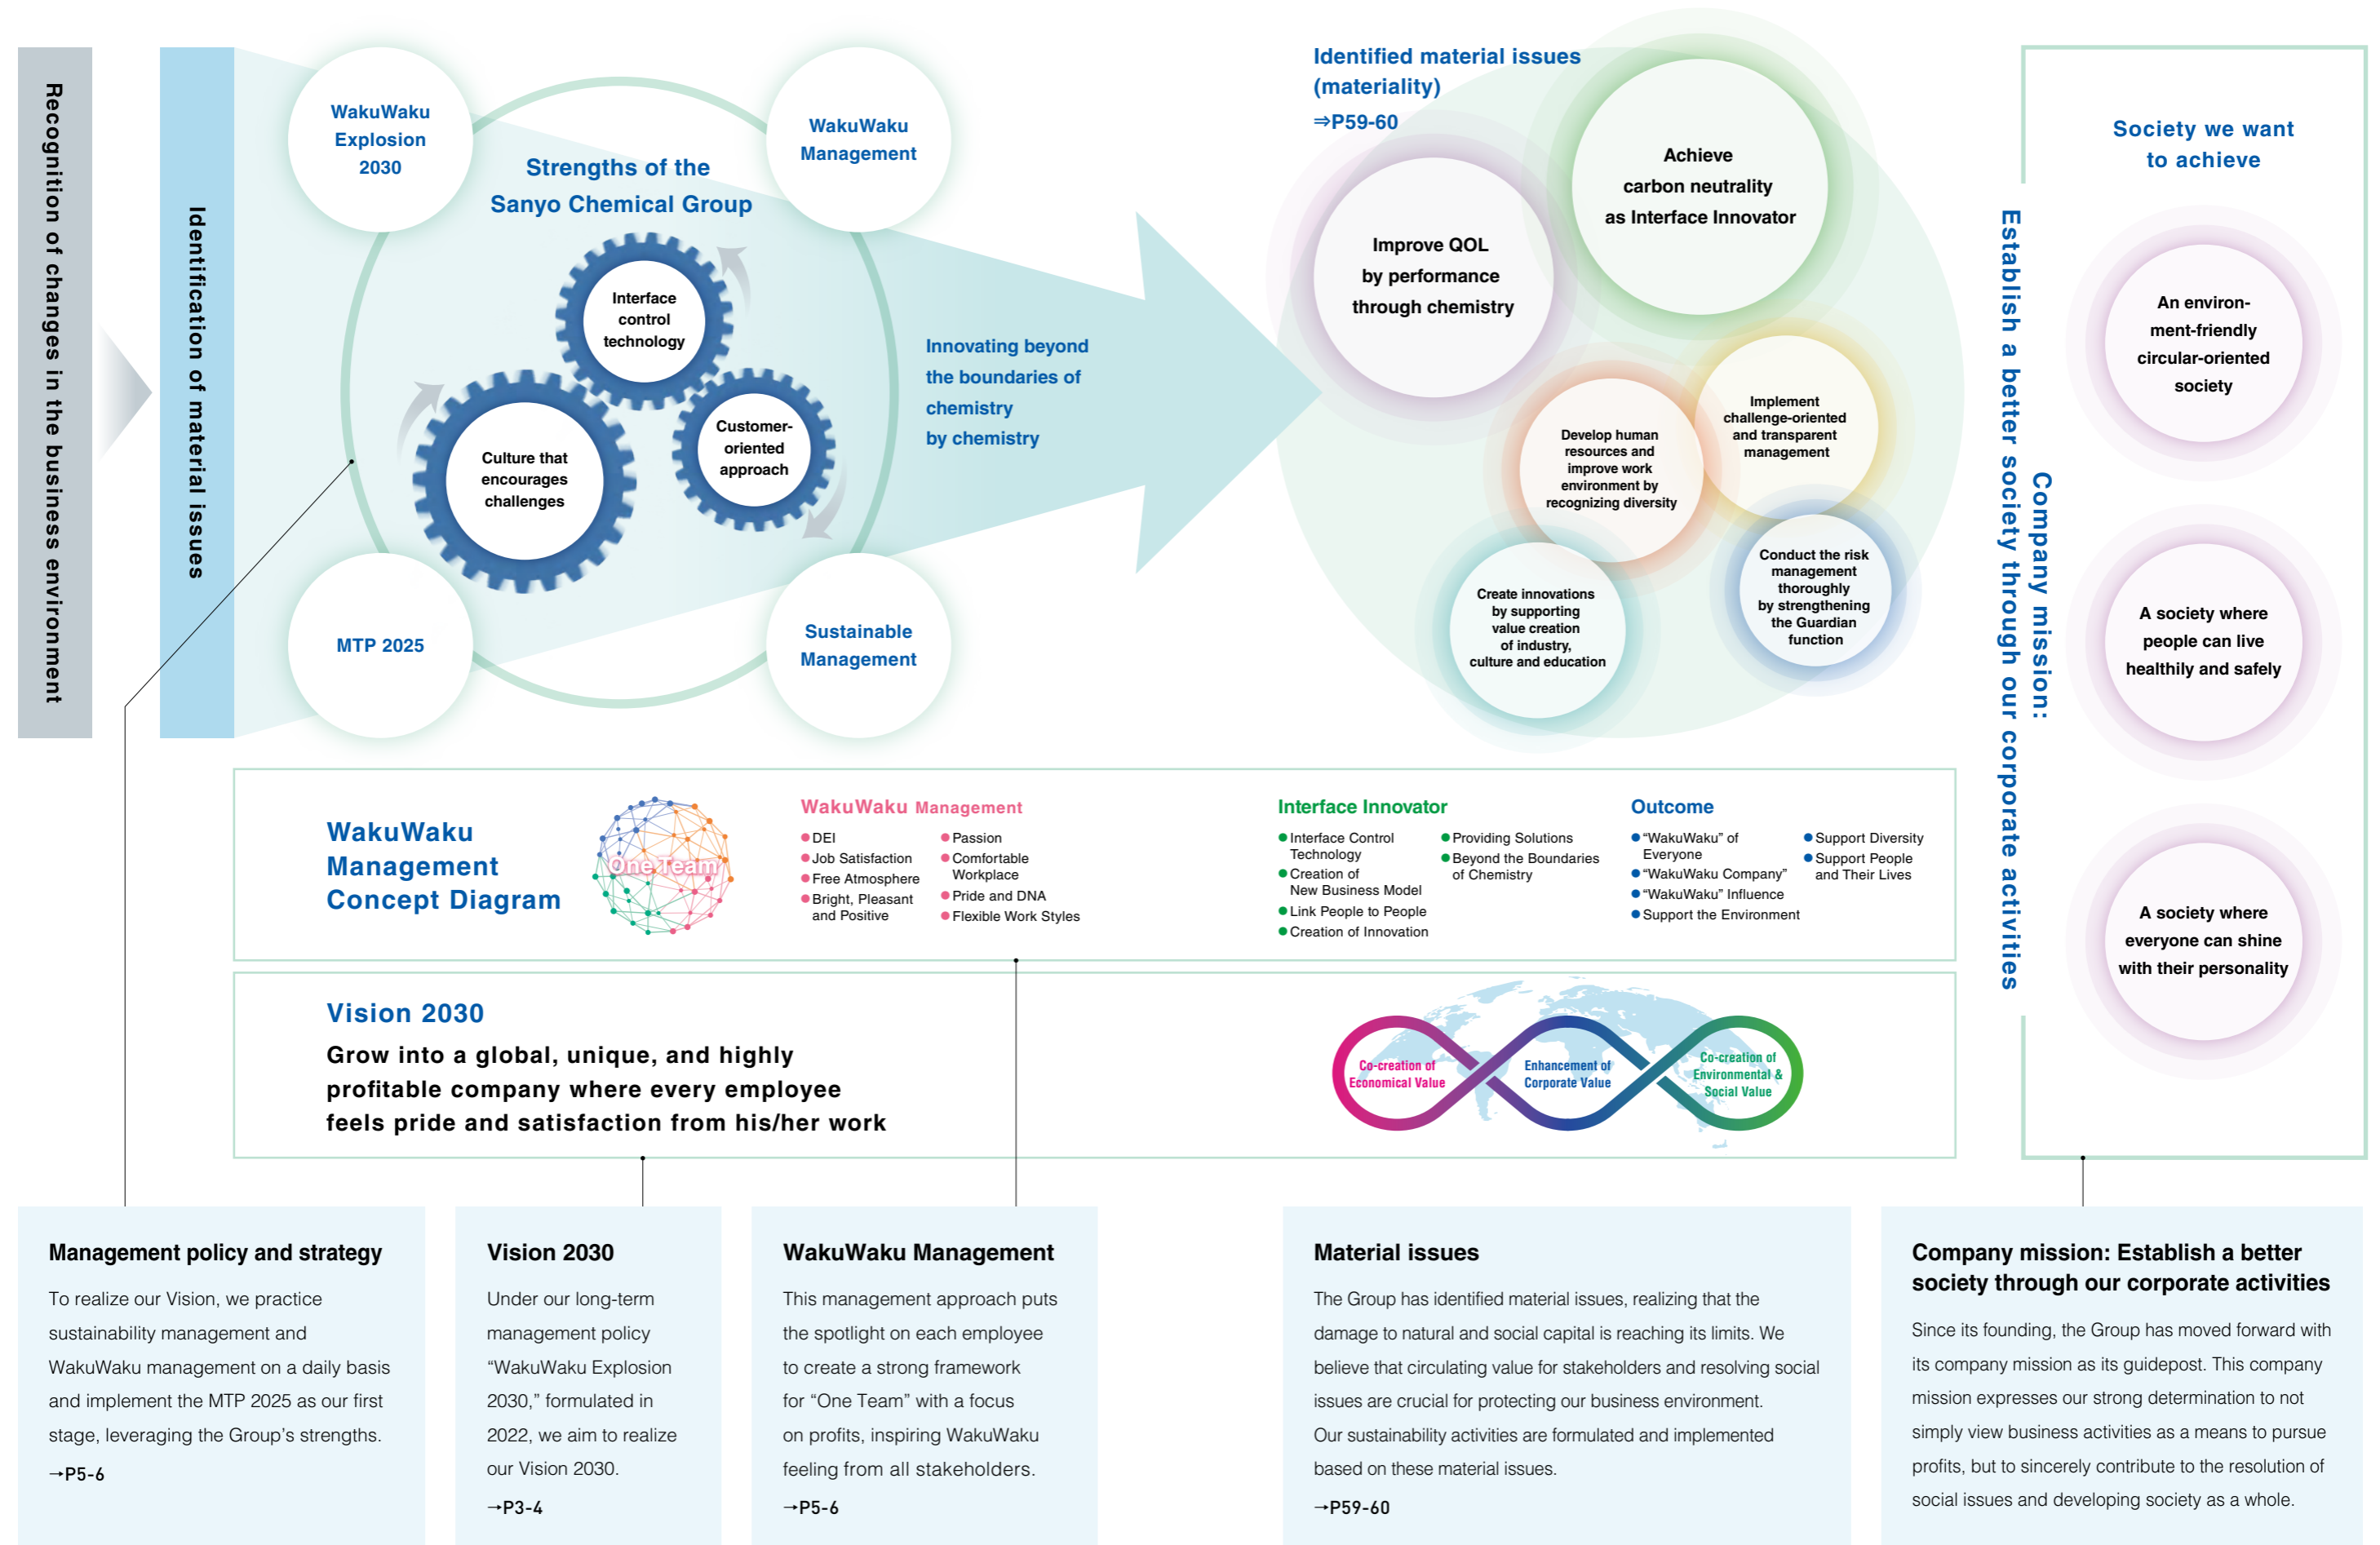 Recognition of changes in the business environment
Identification of material issues
WakuWaku
Explosion
2030
WakuWaku
Management
Strengths of the
Sanyo Chemical Group
Interface
control
technology
Culture that
encourages
challenges
Customer-
oriented
approach
MTP 2025
Sustainable
Management
Innovating beyond
the boundaries of
chemistry
by chemistry
Identified material issues
(materiality)
⇒P59-60
Improve QOL
by performance
through chemistry
Achieve
carbon neutrality
as Interface Innovator
Develop human
resources and
improve work
environment by
recognizing diversity
Implement
challenge-oriented
and transparent
management
Create innovations
by supporting
value creation
of industry,
culture and education
Conduct the risk
management
thoroughly
by strengthening
the Guardian
function
Company mission:
Establish a better society through our corporate activities
Society we want
to achieve
An environ-
ment-friendly
circular-oriented
society
A society where
people can live
healthily and safely
A society where
everyone can shine
with their personality
WakuWaku
Management
Concept Diagram
One Team
WakuWaku Management
● DEI
● Job Satisfaction
● Free Atmosphere
● Bright, Pleasant
and Positive
● Passion
● Comfortable
Workplace
● Pride and DNA
● Flexible Work Styles
Interface Innovator
● Interface Control
Technology
● Creation of
New Business Model
● Link People to People
● Creation of Innovation
● Providing Solutions
● Beyond the Boundaries
of Chemistry
Outcome
● “WakuWaku” of
Everyone
● “WakuWaku Company”
● “WakuWaku” Influence
● Support the Environment
● Support Diversity
● Support People
and Their Lives
Vision 2030
Grow into a global, unique, and highly
profitable company where every employee
feels pride and satisfaction from his/her work
Co-creation of
Economical Value
Enhancement of
Corporate Value
Co-creation of
Environmental &
Social Value
Management policy and strategy
To realize our Vision, we practice
sustainability management and
WakuWaku management on a daily basis
and implement the MTP 2025 as our first
stage, leveraging the Group’s strengths.
→P5-6
Vision 2030
Under our long-term
management policy
“WakuWaku Explosion
2030,” formulated in
2022, we aim to realize
our Vision 2030.
→P3-4
WakuWaku Management
This management approach puts
the spotlight on each employee
to create a strong framework
for “One Team” with a focus
on profits, inspiring WakuWaku
feeling from all stakeholders.
→P5-6
Material issues
The Group has identified material issues, realizing that the
damage to natural and social capital is reaching its limits. We
believe that circulating value for stakeholders and resolving social
issues are crucial for protecting our business environment.
Our sustainability activities are formulated and implemented
based on these material issues.
→P59-60
Company mission: Establish a better
society through our corporate activities
Since its founding, the Group has moved forward with
its company mission as its guidepost. This company
mission expresses our strong determination to not
simply view business activities as a means to pursue
profits, but to sincerely contribute to the resolution of
social issues and developing society as a whole.